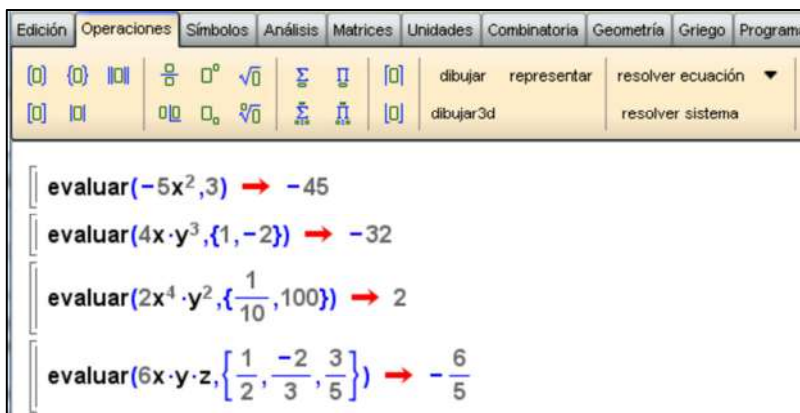 Edición Operaciones Símbolos Análisis Matrices Unidades Combinatoria Geometría Griego Programa
dibujar representar resolver ecuación
dibujar3d resolver sistema
evaluar(-5x²,3) → -45
evaluar(4x·y³,{1,-2}) → -32
evaluar(2x⁴·y²,{1/10,100}) → 2
evaluar(6x·y·z,{1/2,-2/3,3/5}) → -6/5